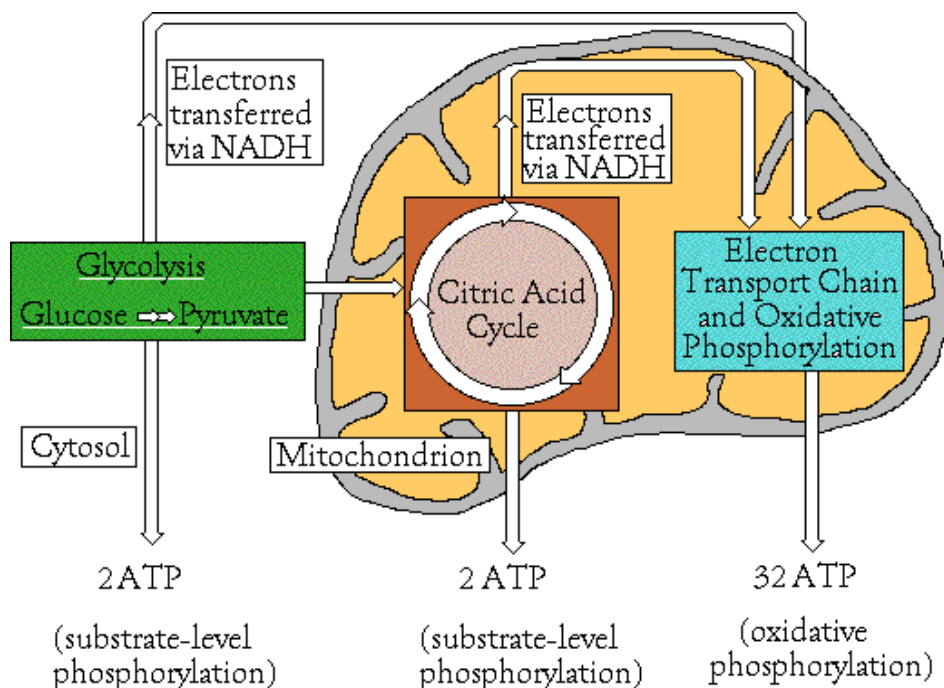 Electrons
transferred
via NADH
Electrons
transferred
via NADH
Glycolysis
Glucose Pyruvate
Citric Acid
Cycle
Electron
Transport Chain
and Oxidative
Phosphorylation
Cytosol
Mitochondrion
2 ATP
(substrate-level
phosphorylation)
2 ATP
(substrate-level
phosphorylation)
32 ATP
(oxidative
phosphorylation)